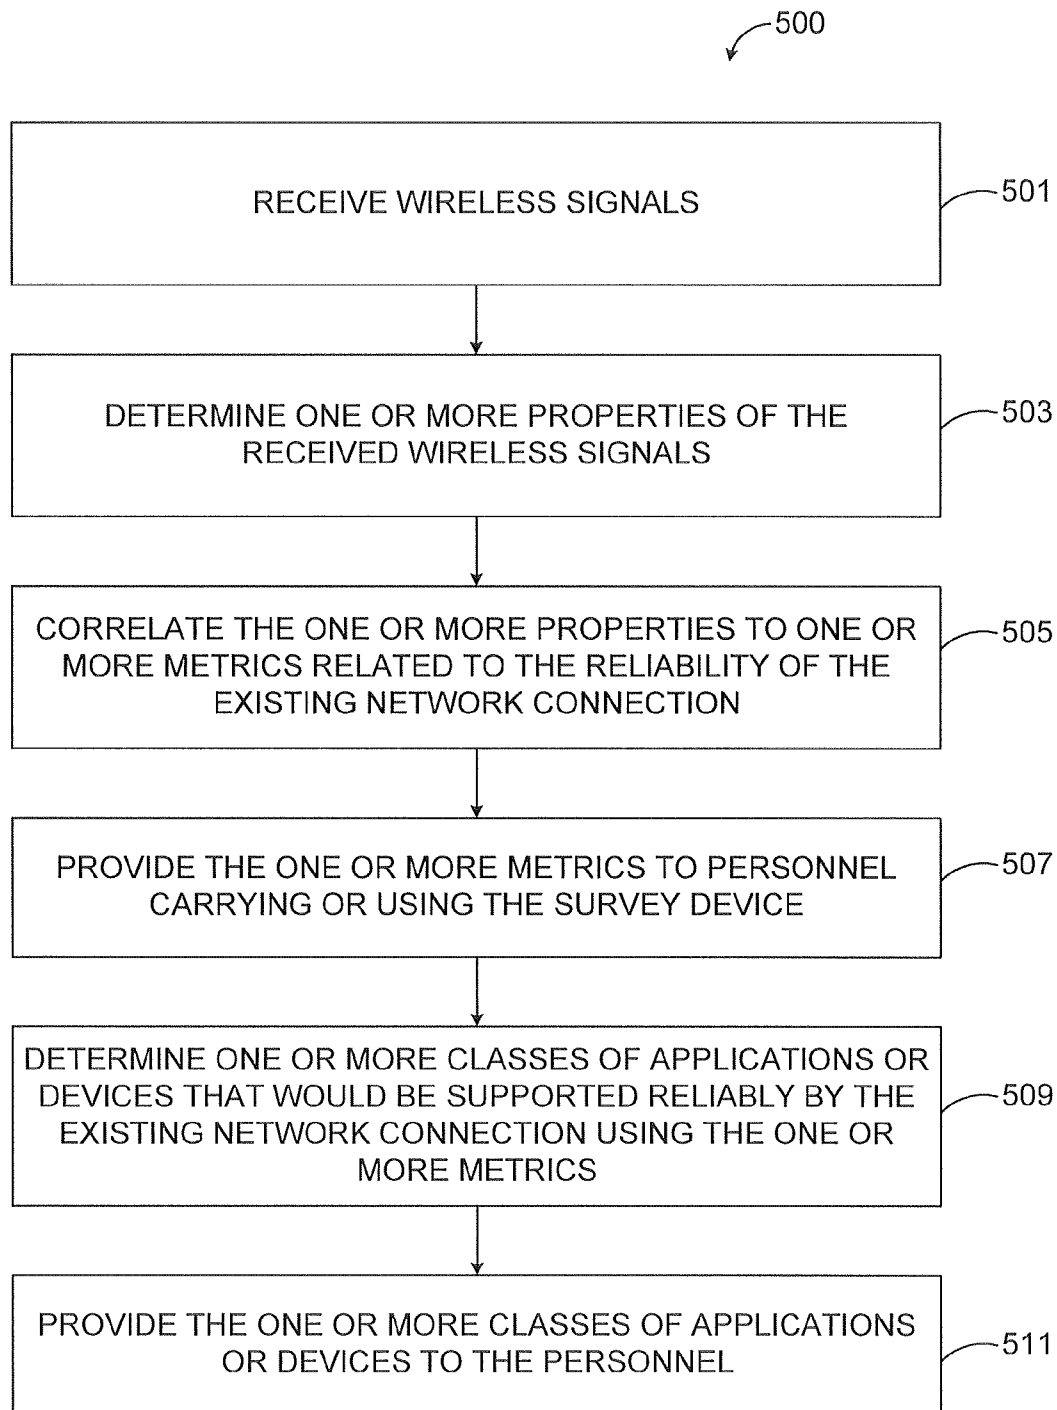 500
RECEIVE WIRELESS SIGNALS
501
DETERMINE ONE OR MORE PROPERTIES OF THE
RECEIVED WIRELESS SIGNALS
503
CORRELATE THE ONE OR MORE PROPERTIES TO ONE OR
MORE METRICS RELATED TO THE RELIABILITY OF THE
EXISTING NETWORK CONNECTION
505
PROVIDE THE ONE OR MORE METRICS TO PERSONNEL
CARRYING OR USING THE SURVEY DEVICE
507
DETERMINE ONE OR MORE CLASSES OF APPLICATIONS OR
DEVICES THAT WOULD BE SUPPORTED RELIABLY BY THE
EXISTING NETWORK CONNECTION USING THE ONE OR
MORE METRICS
509
PROVIDE THE ONE OR MORE CLASSES OF APPLICATIONS
OR DEVICES TO THE PERSONNEL
511